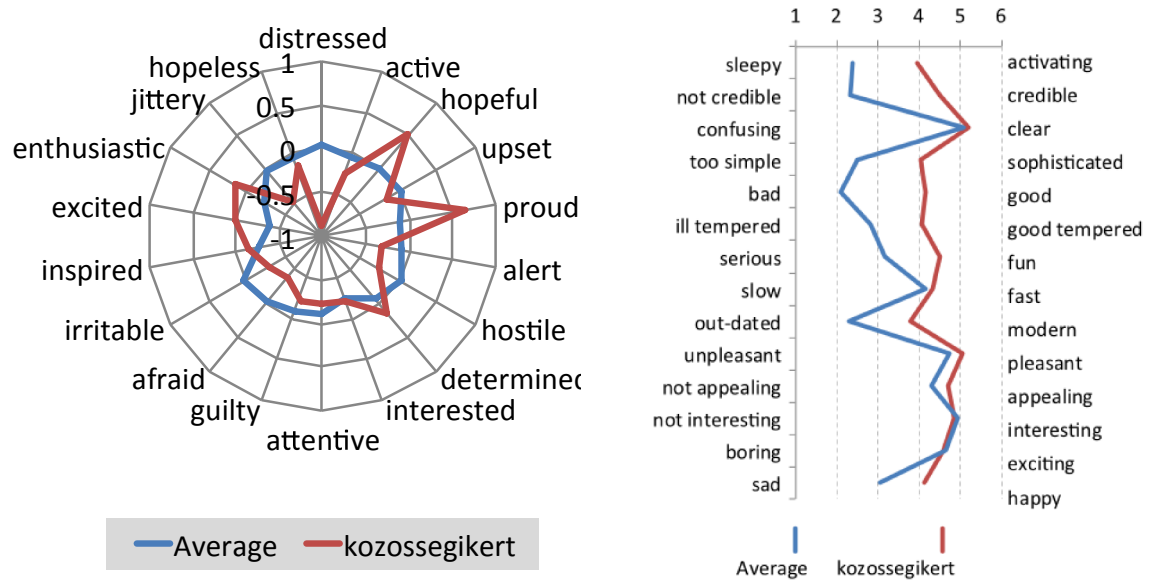 distressed
active
hopeful
upset
proud
alert
hostile
determined
interested
attentive
guilty
afraid
irritable
inspired
excited
enthusiastic
jittery
hopeless
1
0.5
0
-0.5
-1
Average kozossegikert
1 2 3 4 5 6
sleepy activating
not credible credible
confusing clear
too simple sophisticated
bad good
ill tempered good tempered
serious fun
slow fast
out-dated modern
unpleasant pleasant
not appealing appealing
not interesting interesting
boring exciting
sad happy
Average kozossegikert